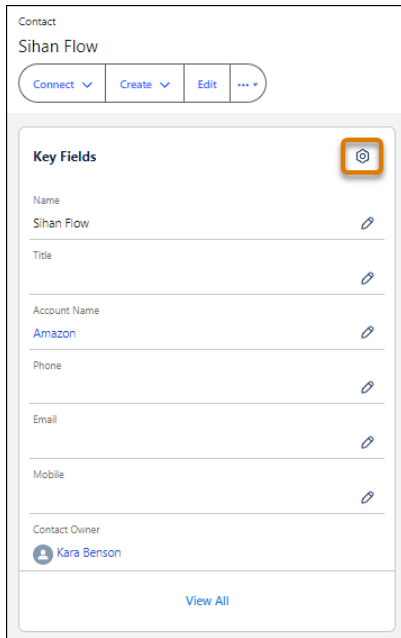 Contact
Sihan Flow
Connect Create Edit
Key Fields
Name
Sihan Flow
Title
Account Name
Amazon
Phone
Email
Mobile
Contact Owner
Kara Benson
View All